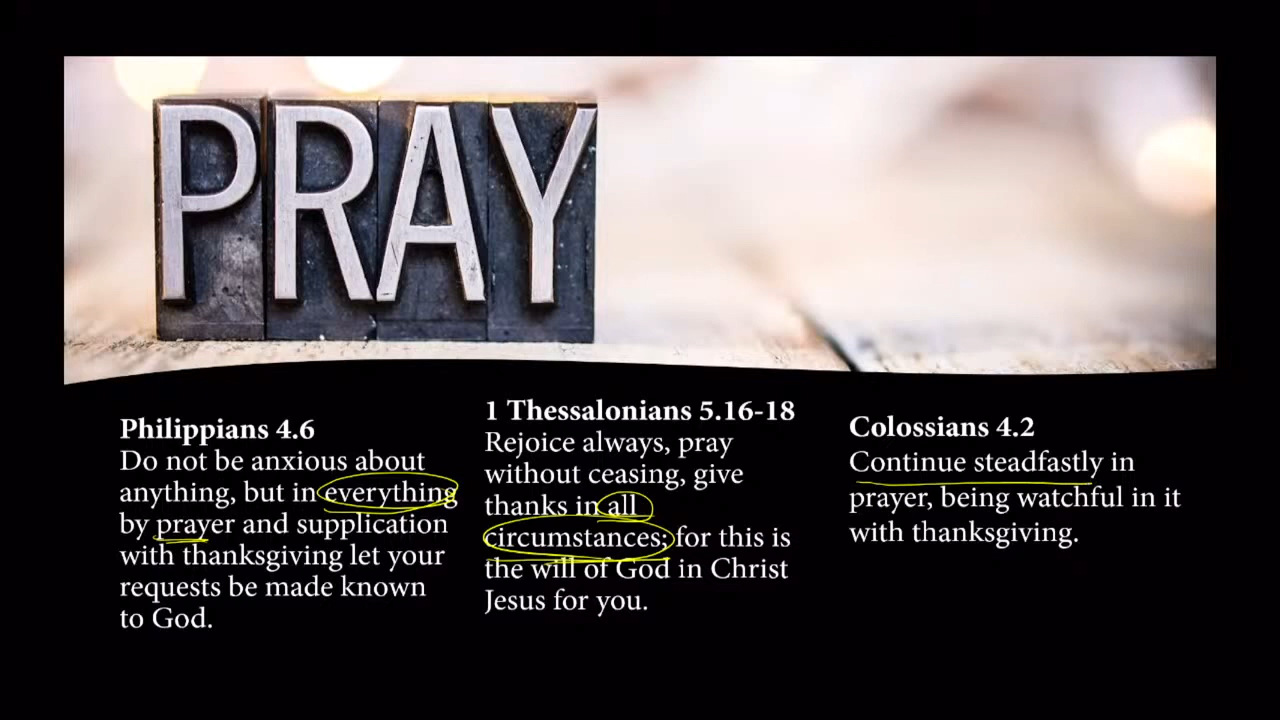 PRAY
Philippians 4.6
Do not be anxious about
anything, but in everything
by prayer and supplication
with thanksgiving let your
requests be made known
to God.
1 Thessalonians 5.16-18
Rejoice always, pray
without ceasing, give
thanks in all
circumstances; for this is
the will of God in Christ
Jesus for you.
Colossians 4.2
Continue steadfastly in
prayer, being watchful in it
with thanksgiving.